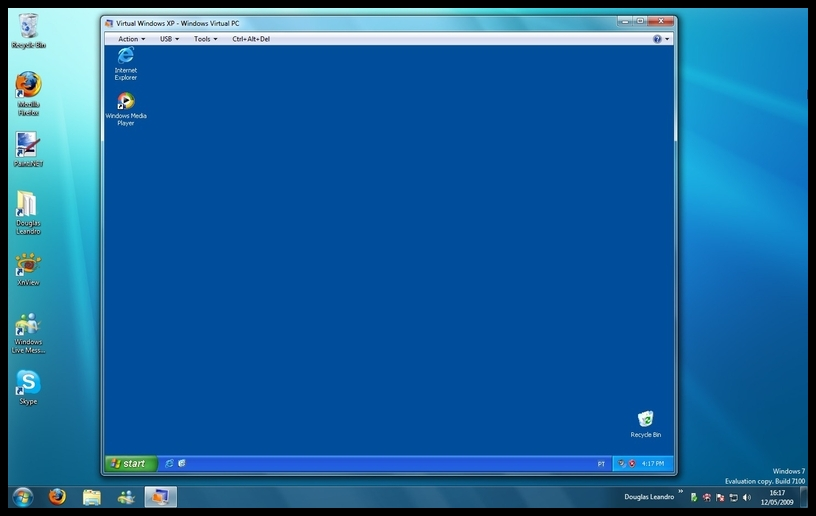 Recycle Bin
Mozilla
Firefox
Paint.NET
Douglas
Leandro
XnView
Windows
Live Mess...
Skype
Virtual Windows XP - Windows Virtual PC
Action
USB
Tools
Ctrl+Alt+Del
Internet
Explorer
Windows Media
Player
Recycle Bin
start
PT
4:17 PM
Windows 7
Evaluation copy. Build 7100
Douglas Leandro
16:17
12/05/2009